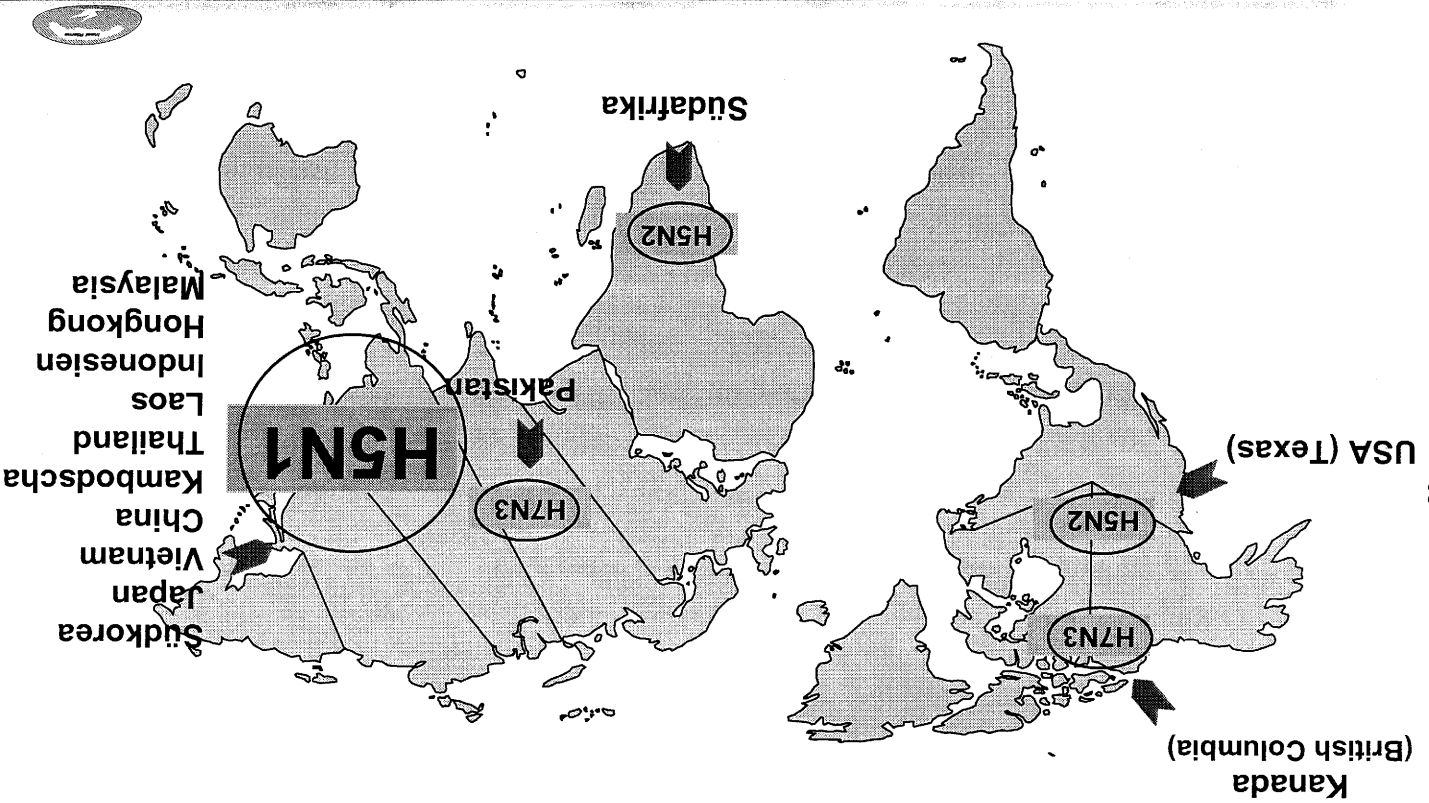 Kanada
(British Columbia)
H7N3
H5N2
USA (Texas)
H7N3
Pakistan
H5N2
Südafrika
H5N1
Südkorea
Japan
Vietnam
China
Kambodscha
Thailand
Laos
Indonesien
Hongkong
Malaysia